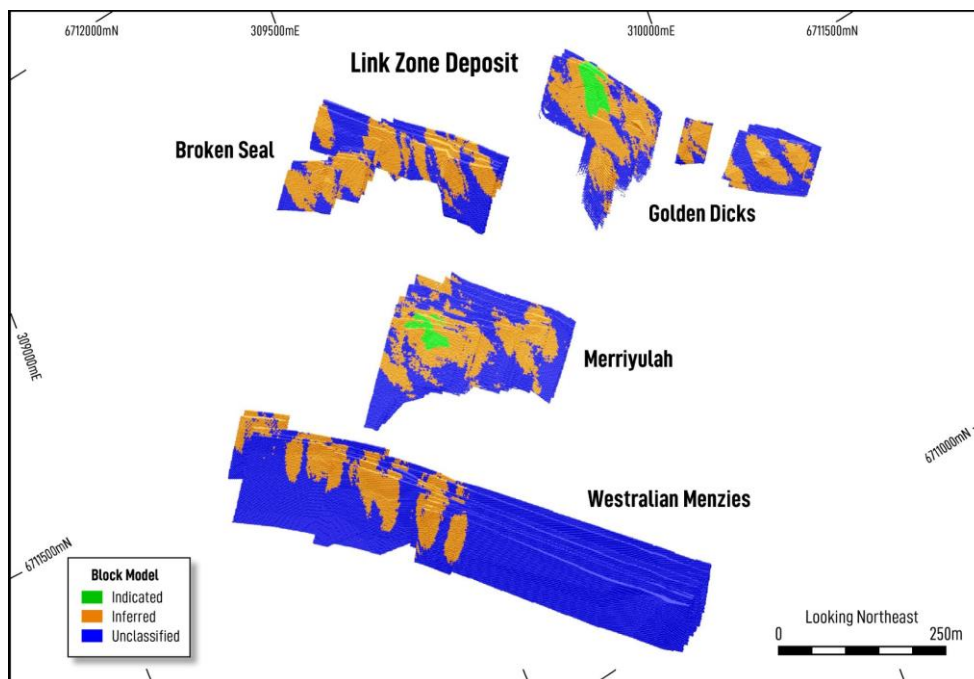 6712000mN
309500mE
310000mE
6711500mN
Link Zone Deposit
Broken Seal
Golden Dicks
309000mE
Merriyulah
6711000mN
Westralian Menzies
6711500mN
Block Model
Indicated
Inferred
Unclassified
Looking Northeast
0 250m